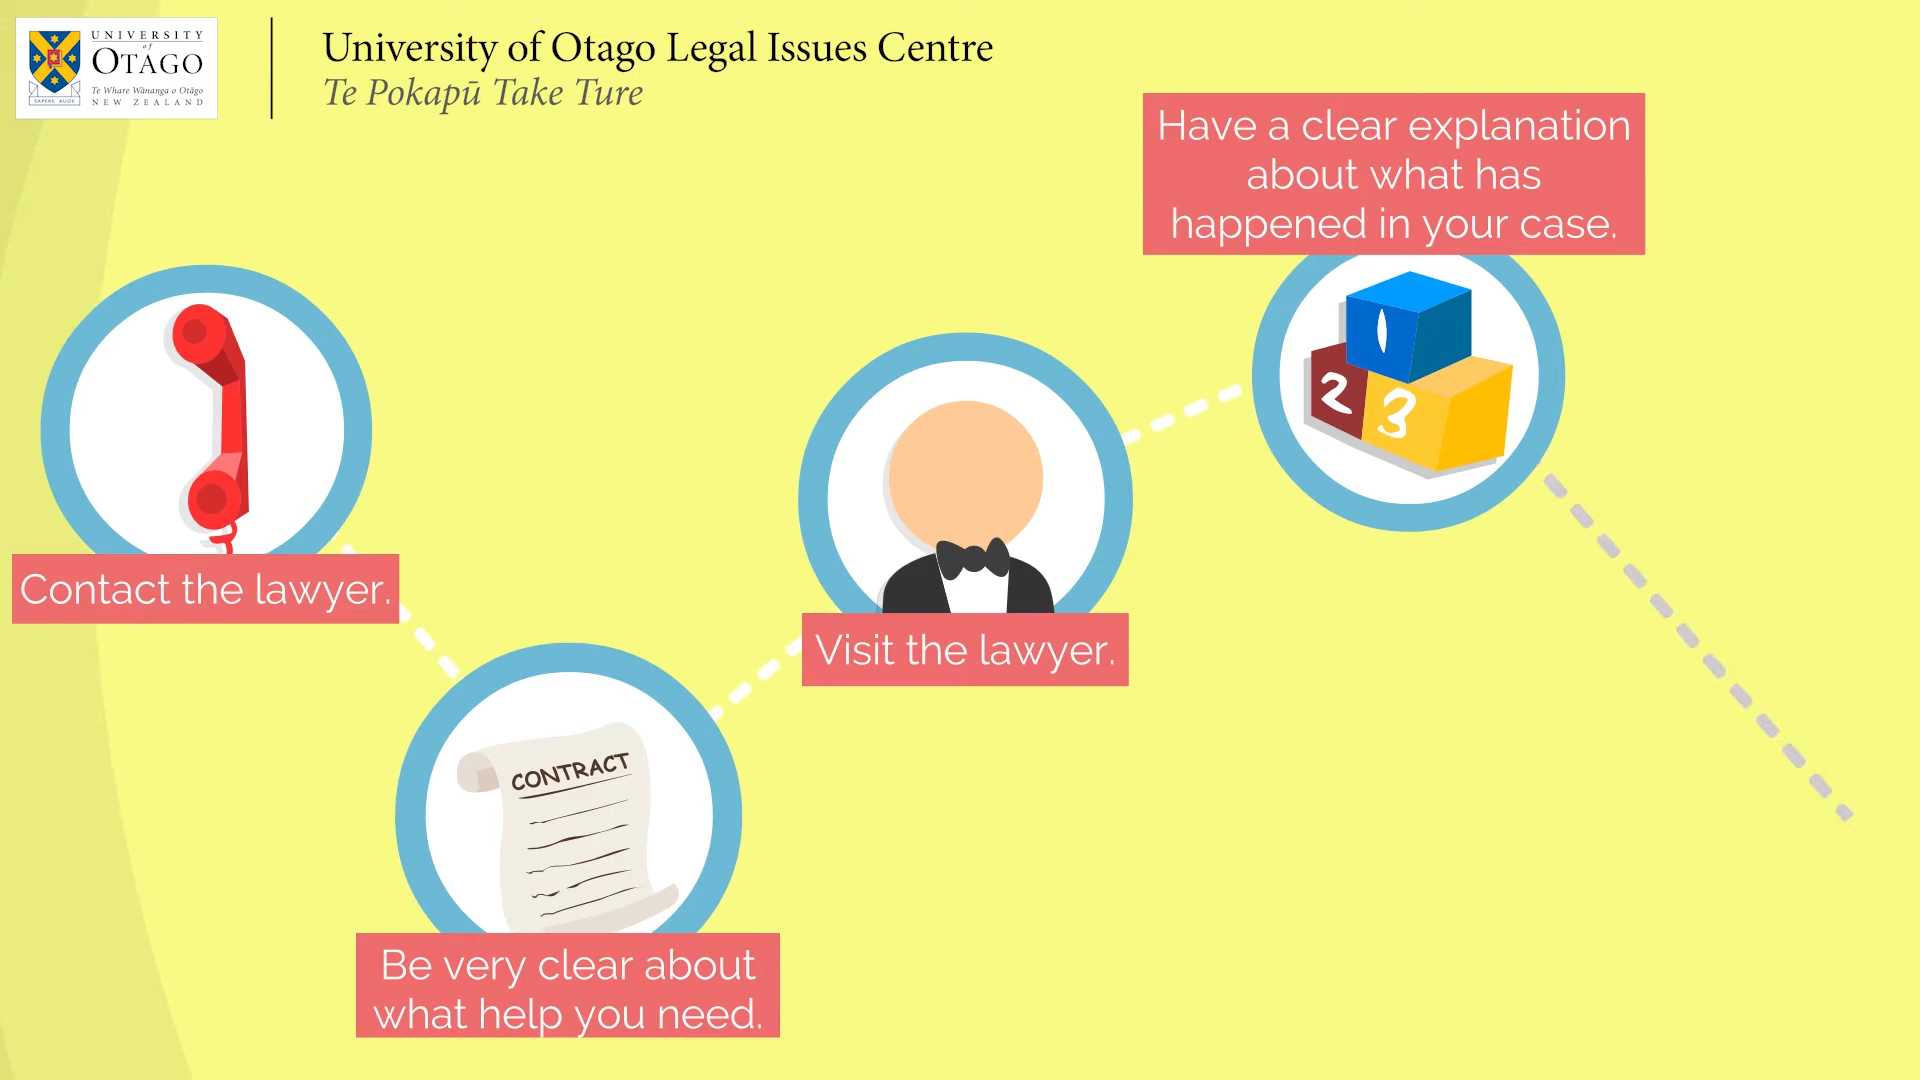 UNIVERSITY
of
OTAGO
Te Whare Wānanga o Otāgo
NEW ZEALAND
SAPERE AUDE
University of Otago Legal Issues Centre
Te Pokapū Take Ture
Have a clear explanation
about what has
happened in your case.
1
2 3
Contact the lawyer.
Visit the lawyer.
CONTRACT
Be very clear about
what help you need.